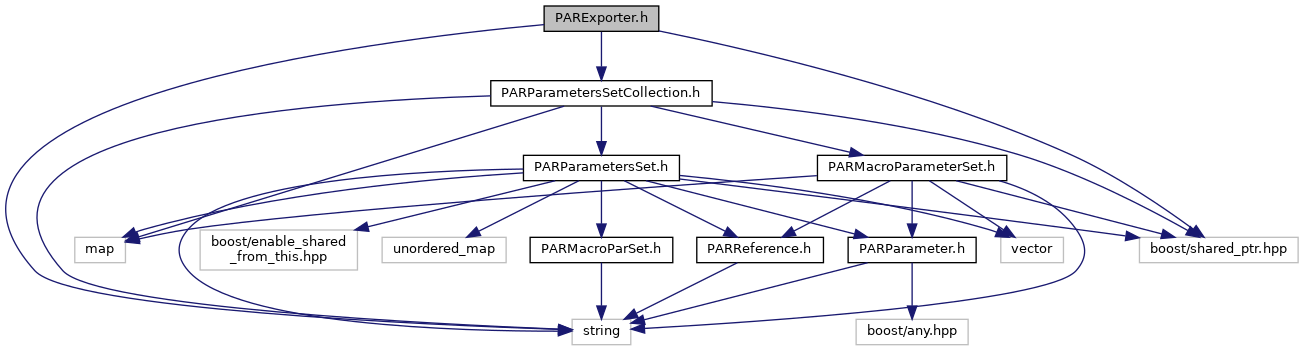 PARExporter.h
PARParametersSetCollection.h
PARParametersSet.h
PARMacroParameterSet.h
map
boost/enable_shared
_from_this.hpp
unordered_map
PARMacroParSet.h
PARReference.h
PARParameter.h
vector
boost/shared_ptr.hpp
string
boost/any.hpp